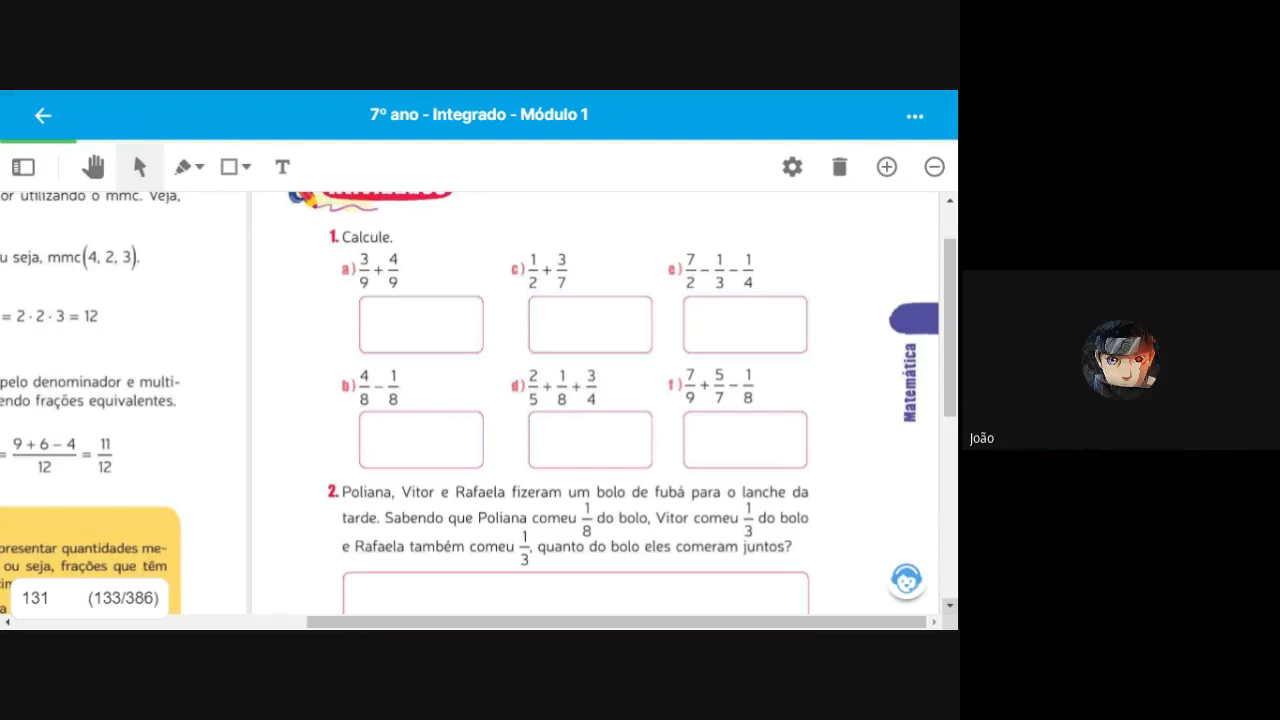 7º ano - Integrado - Módulo 1
T
or utilizando o mmc. Veja,
u seja, mmc(4, 2, 3).
= 2 · 2 · 3 = 12
pelo denominador e multi-
endo frações equivalentes.
= (9 + 6 − 4)/12 = 11/12
presentar quantidades me-
ou seja, frações que têm
131 (133/386)
1. Calcule.
a) 3/9 + 4/9
c) 1/2 + 3/7
e) 7/2 − 1/3 − 1/4
b) 4/8 − 1/8
d) 2/5 + 1/8 + 3/4
f) 7/9 + 5/7 − 1/8
2. Poliana, Vitor e Rafaela fizeram um bolo de fubá para o lanche da
tarde. Sabendo que Poliana comeu 1/8 do bolo, Vitor comeu 1/3 do bolo
e Rafaela também comeu 1/3, quanto do bolo eles comeram juntos?
Matemática
João